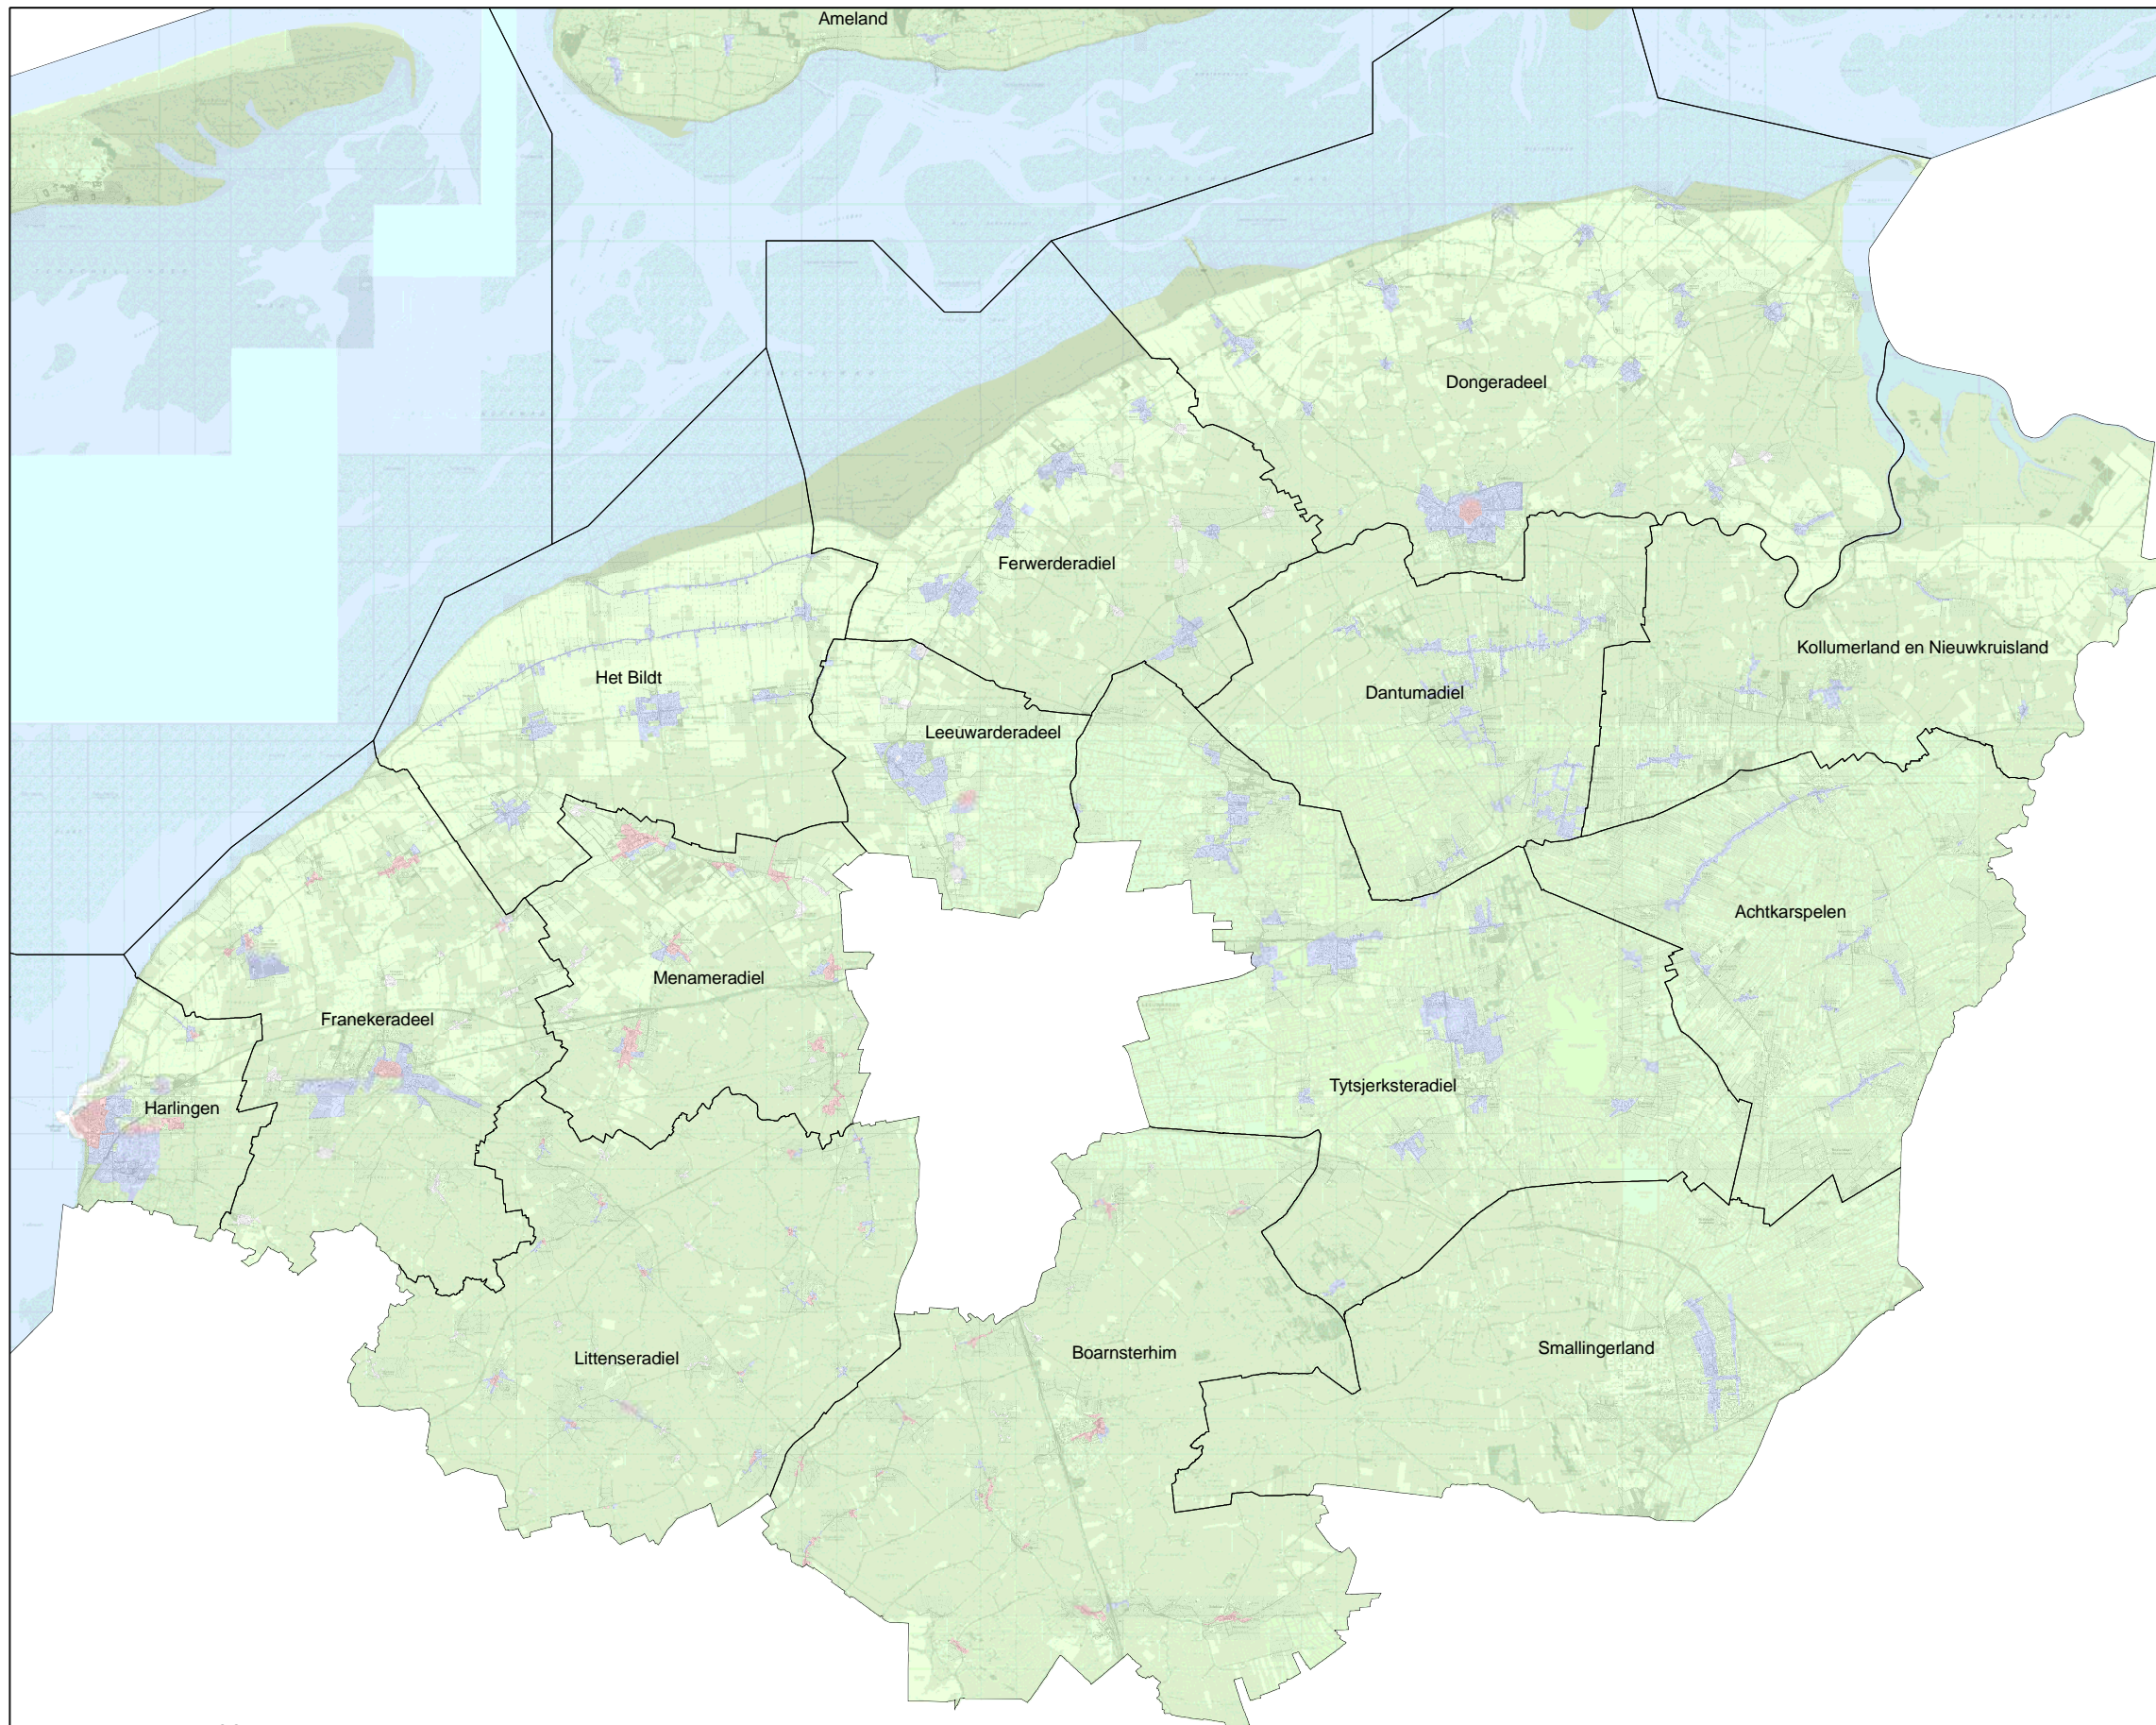 Ameland
Dongeradeel
Ferwerderadiel
Kollumerland en Nieuwkruisland
Het Bildt
Dantumadiel
Leeuwarderadeel
Achtkarspelen
Menameradiel
Franekeradeel
Tytsjerksteradiel
Harlingen
Smallingerland
Boarnsterhim
Littenseradiel